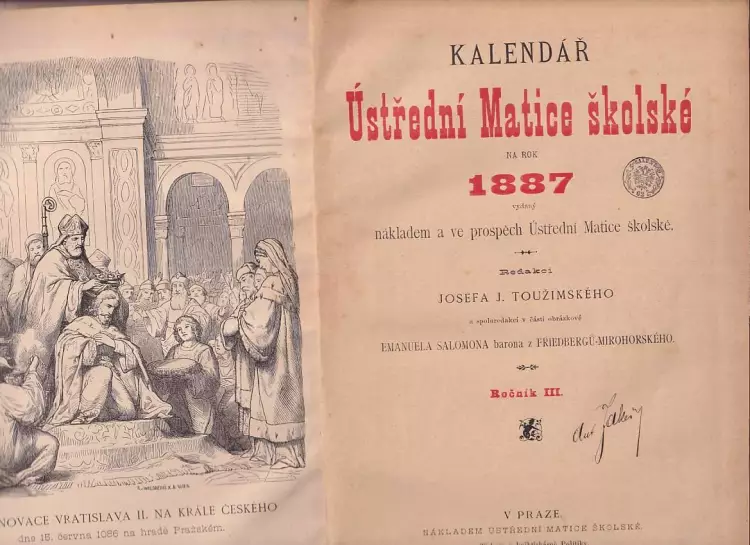 NOVACE VRATISLAVA II. NA KRÁLE ČESKÉHO
dne 15. června 1086 na hradě Pražském.
KALENDÁŘ
Ústřední Matice školské
NA ROK
1887
vydaný
nákladem a ve prospěch Ústřední Matice školské.
Redakcí
JOSEFA J. TOUŽIMSKÉHO
a spoluredakcí v části obrázkové
EMANUELA SALOMONA barona z FRIEDBERGŮ-MIROHORSKÉHO.
Ročník III.
V PRAZE.
NÁKLADEM ÚSTŘEDNÍ MATICE ŠKOLSKÉ.